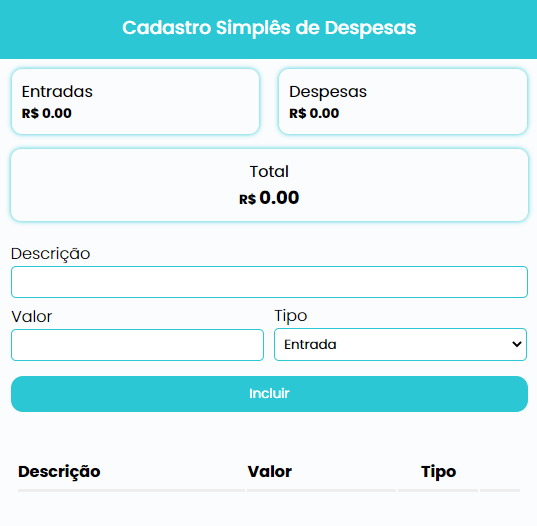 Cadastro Simplês de Despesas
Entradas
R$ 0.00
Despesas
R$ 0.00
Total
R$ 0.00
Descrição
Valor
Tipo
Entrada
Incluir
Descrição Valor Tipo